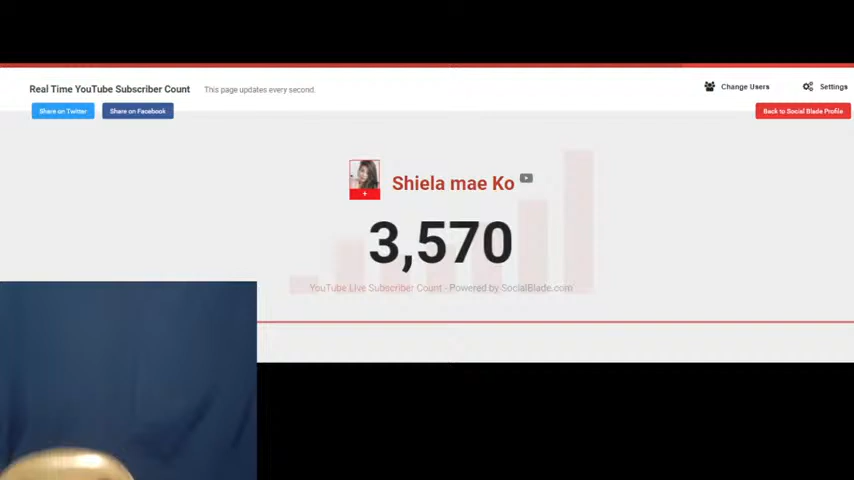 Real Time YouTube Subscriber Count This page updates every second.
Change Users Settings
Share on Twitter Share on Facebook Back to Social Blade Profile
Shiela mae Ko
3,570
YouTube Live Subscriber Count - Powered by SocialBlade.com